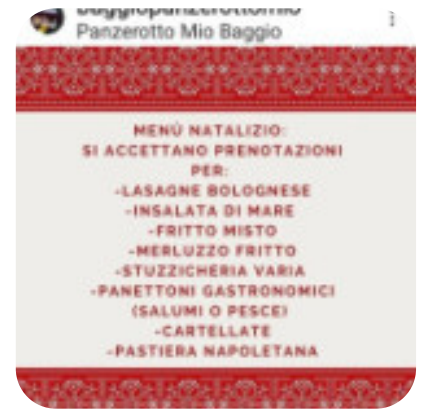 baggiopanzerottomio
Panzerotto Mio Baggio
MENÙ NATALIZIO:
SI ACCETTANO PRENOTAZIONI
PER:
-LASAGNE BOLOGNESE
-INSALATA DI MARE
-FRITTO MISTO
-MERLUZZO FRITTO
-STUZZICHERIA VARIA
-PANETTONI GASTRONOMICI
(SALUMI O PESCE)
-CARTELLATE
-PASTIERA NAPOLETANA